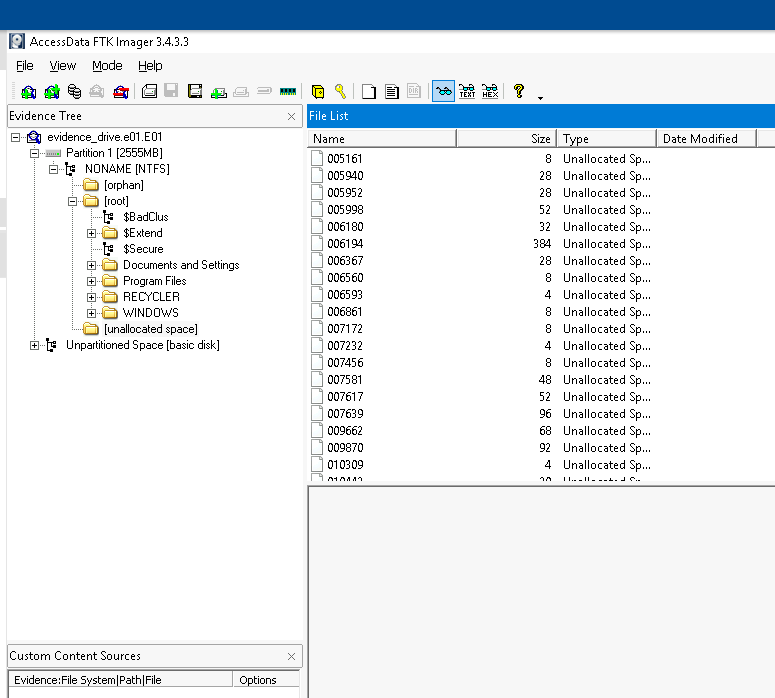 AccessData FTK Imager 3.4.3.3
File View Mode Help
TEXT HEX
Evidence Tree
evidence_drive.e01.E01
Partition 1 [2555MB]
NONAME [NTFS]
[orphan]
[root]
$BadClus
$Extend
$Secure
Documents and Settings
Program Files
RECYCLER
WINDOWS
[unallocated space]
Unpartitioned Space [basic disk]
File List
Name Size Type Date Modified
005161 8 Unallocated Sp...
005940 28 Unallocated Sp...
005952 28 Unallocated Sp...
005998 52 Unallocated Sp...
006180 32 Unallocated Sp...
006194 384 Unallocated Sp...
006367 28 Unallocated Sp...
006560 8 Unallocated Sp...
006593 4 Unallocated Sp...
006861 8 Unallocated Sp...
007172 8 Unallocated Sp...
007232 4 Unallocated Sp...
007456 8 Unallocated Sp...
007581 48 Unallocated Sp...
007617 52 Unallocated Sp...
007639 96 Unallocated Sp...
009662 68 Unallocated Sp...
009870 92 Unallocated Sp...
010309 4 Unallocated Sp...
Custom Content Sources
Evidence:File System|Path|File Options